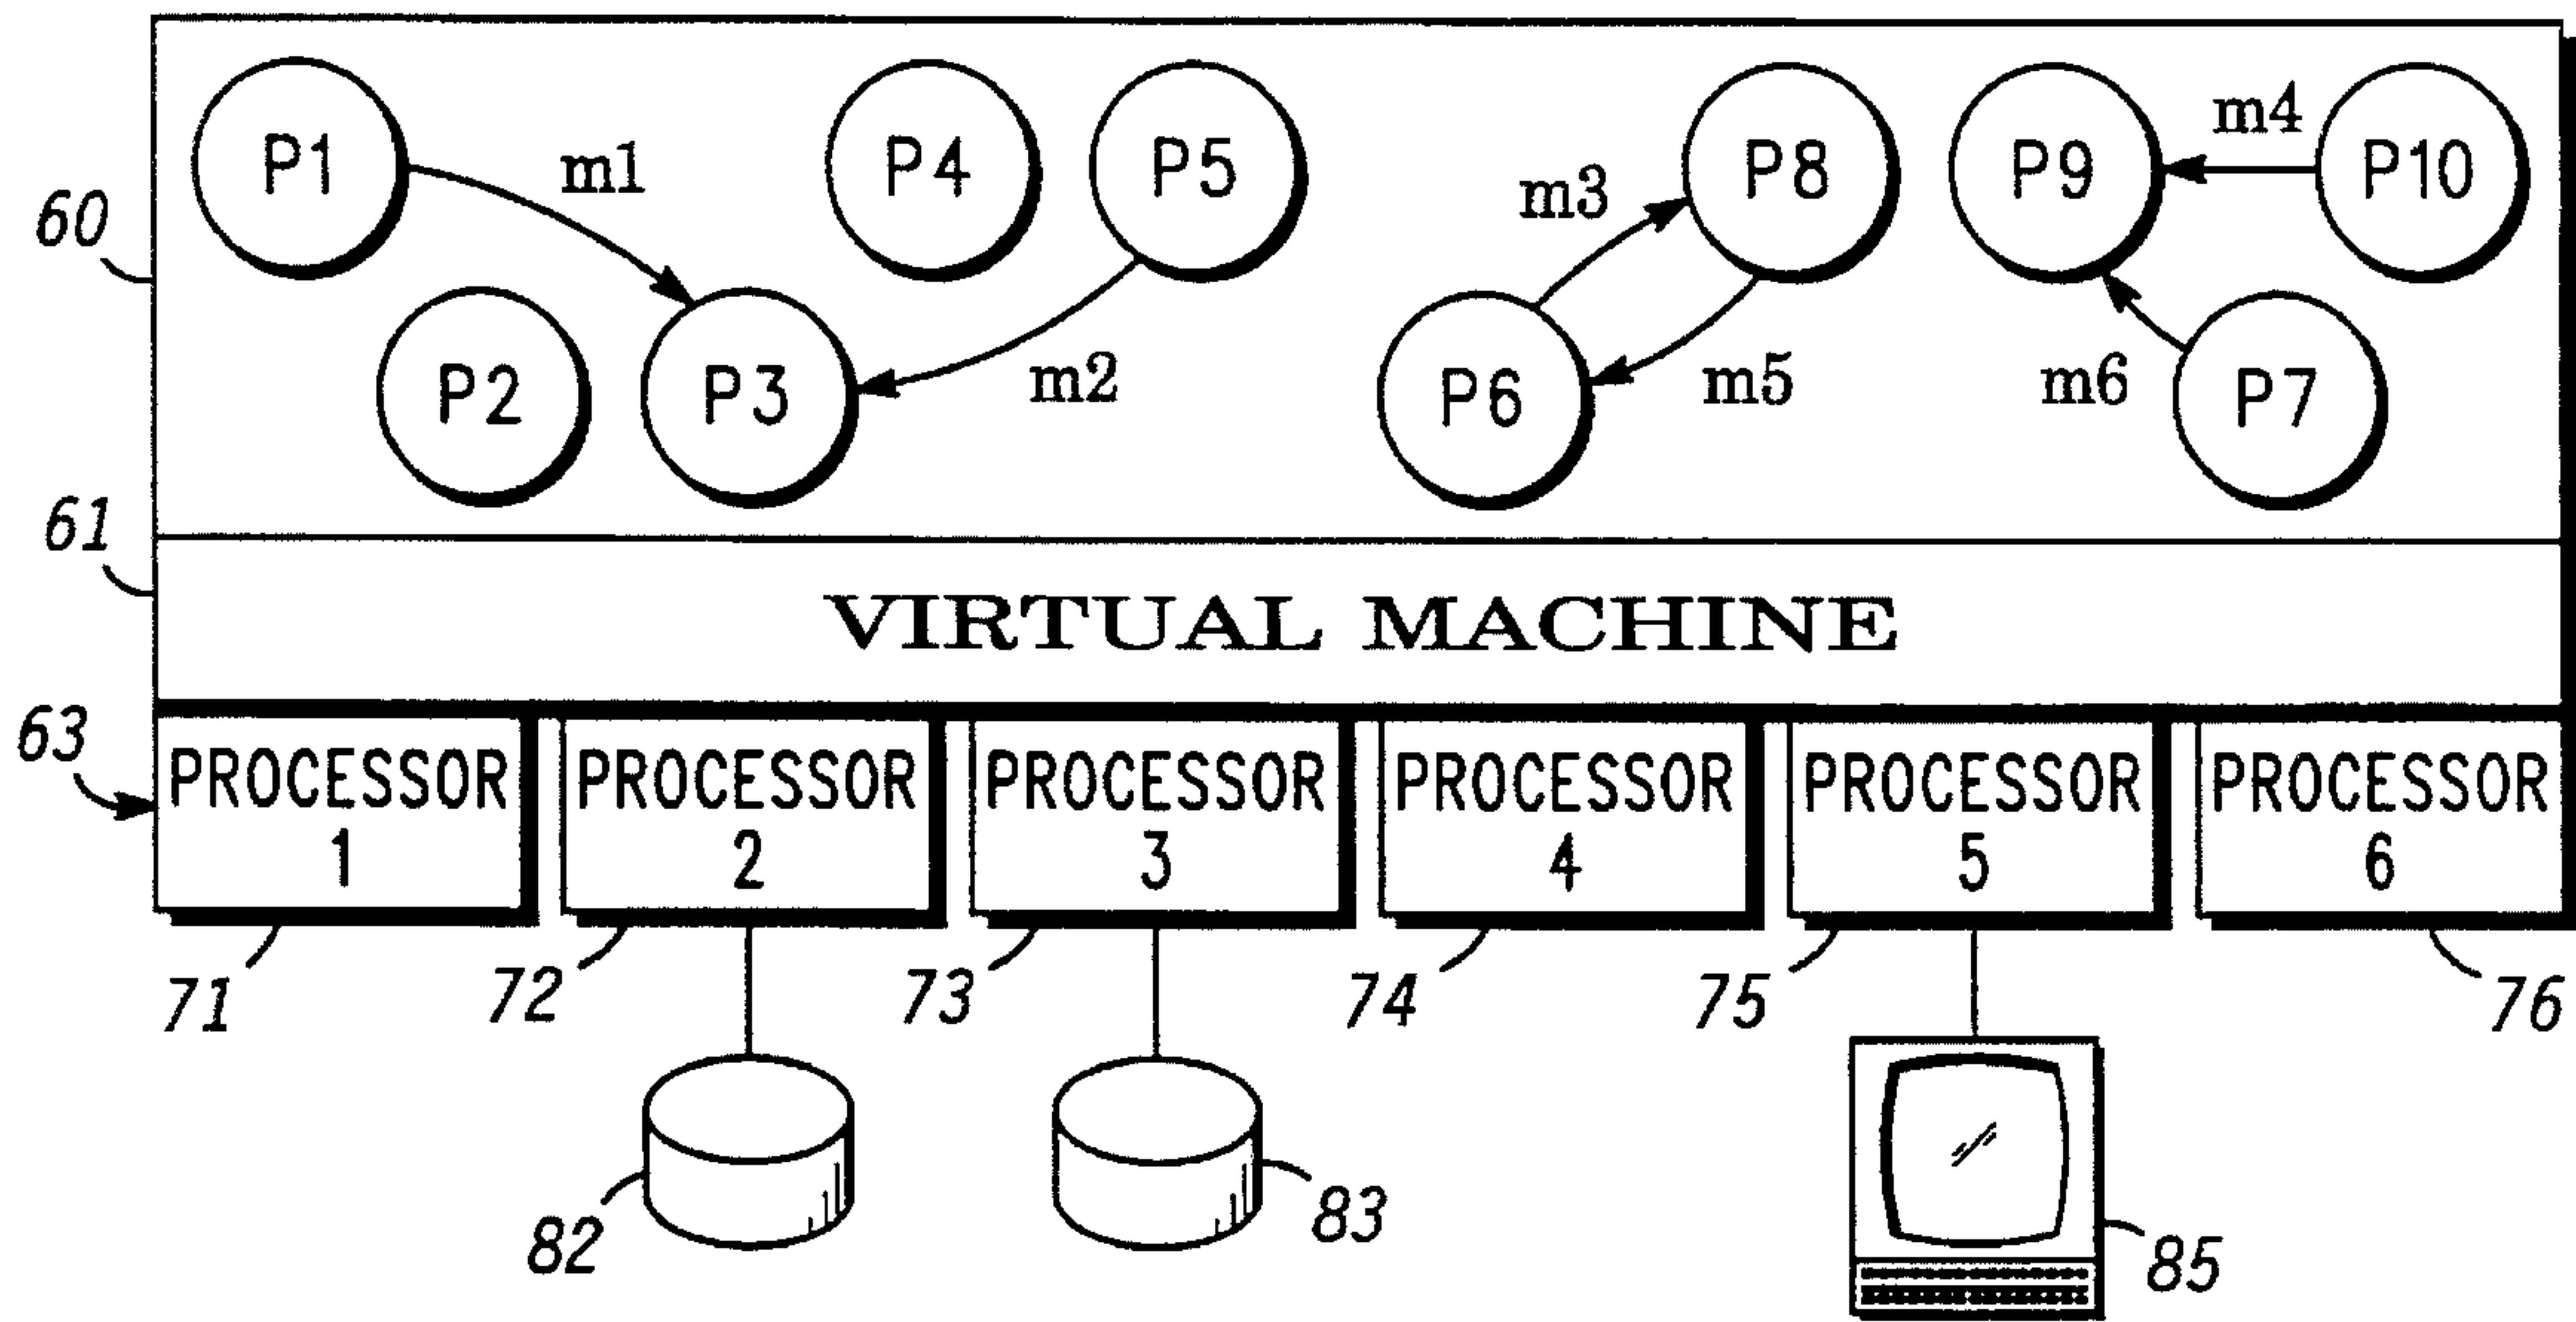 P1
m1
P4
P5
P8
P9
m4
P10
m3
60
P2
P3
m2
P6
m5
m6
P7
61
VIRTUAL MACHINE
63
PROCESSOR
1
PROCESSOR
2
PROCESSOR
3
PROCESSOR
4
PROCESSOR
5
PROCESSOR
6
71
72
73
74
75
76
82
83
85